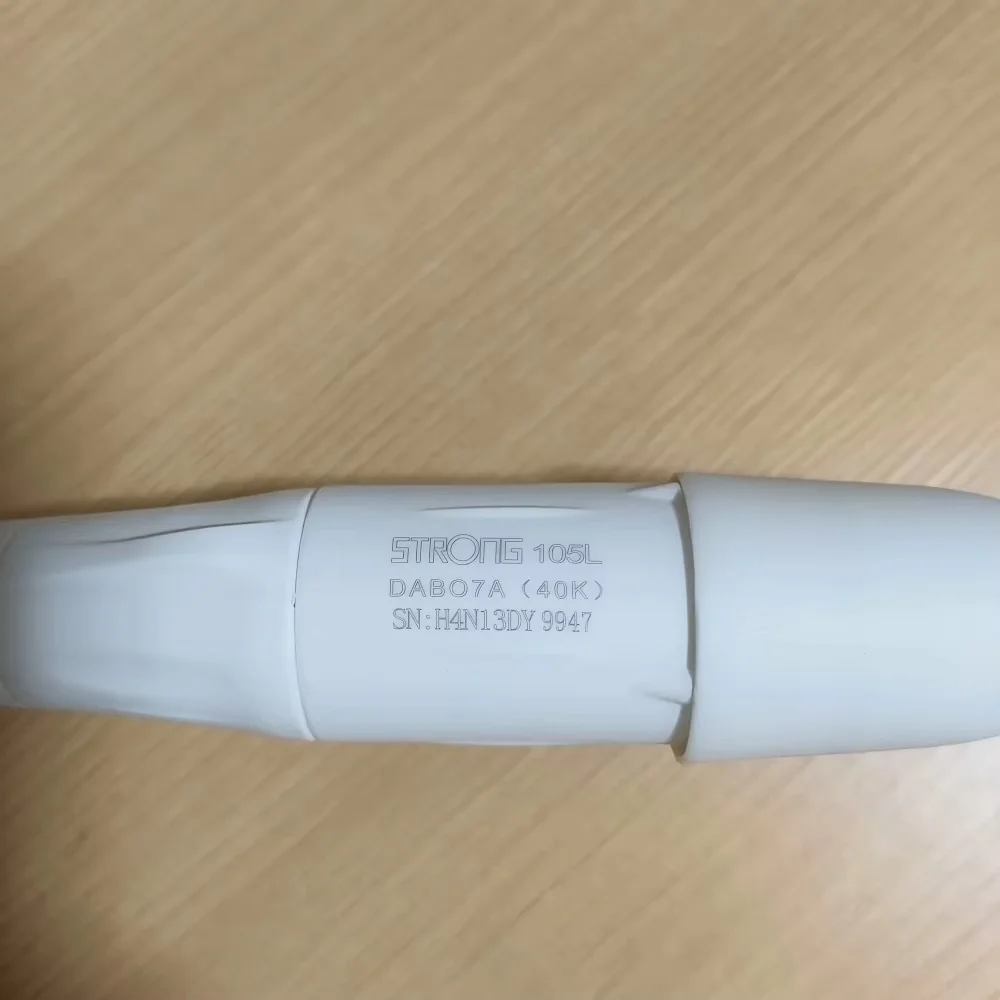 STRONG 105L
DAB07A (40K)
SN:H4N13DY 9947